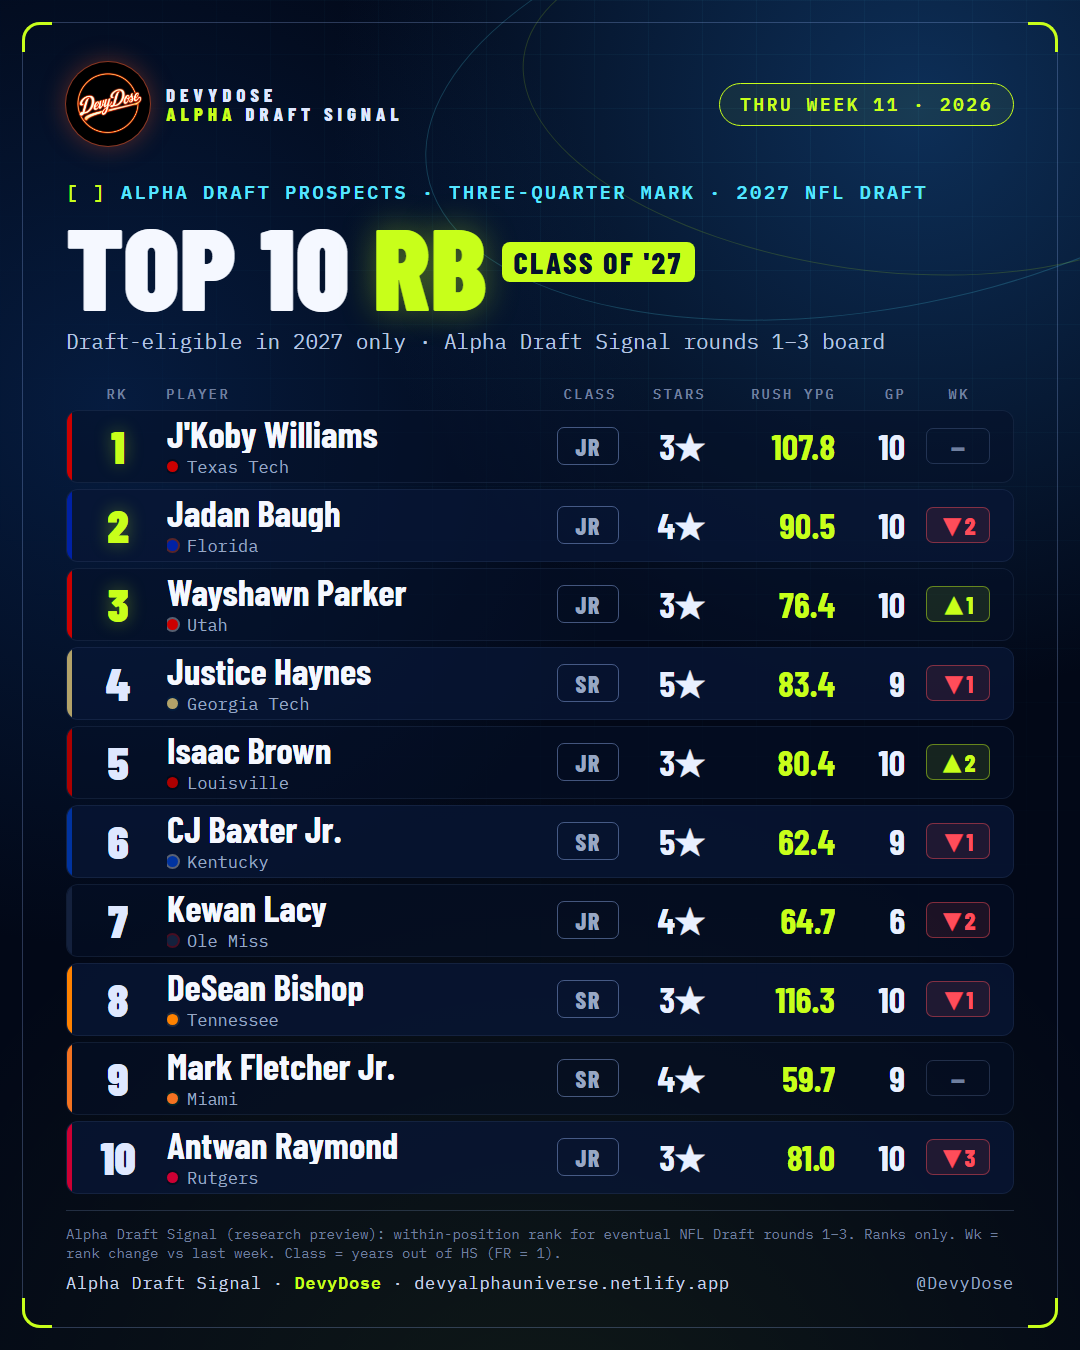 DevyDose
DEVYDOSE
ALPHA DRAFT SIGNAL
THRU WEEK 11 · 2026
[ ] ALPHA DRAFT PROSPECTS · THREE-QUARTER MARK · 2027 NFL DRAFT
TOP 10 RB CLASS OF '27
Draft-eligible in 2027 only · Alpha Draft Signal rounds 1–3 board
RK PLAYER CLASS STARS RUSH YPG GP WK
1 J'Koby Williams JR 3★ 107.8 10 –
Texas Tech
2 Jadan Baugh JR 4★ 90.5 10 ▼2
Florida
3 Wayshawn Parker JR 3★ 76.4 10 ▲1
Utah
4 Justice Haynes SR 5★ 83.4 9 ▼1
Georgia Tech
5 Isaac Brown JR 3★ 80.4 10 ▲2
Louisville
6 CJ Baxter Jr. SR 5★ 62.4 9 ▼1
Kentucky
7 Kewan Lacy JR 4★ 64.7 6 ▼2
Ole Miss
8 DeSean Bishop SR 3★ 116.3 10 ▼1
Tennessee
9 Mark Fletcher Jr. SR 4★ 59.7 9 –
Miami
10 Antwan Raymond JR 3★ 81.0 10 ▼3
Rutgers
Alpha Draft Signal (research preview): within-position rank for eventual NFL Draft rounds 1–3. Ranks only. Wk =
rank change vs last week. Class = years out of HS (FR = 1).
Alpha Draft Signal · DevyDose · devyalphauniverse.netlify.app
@DevyDose